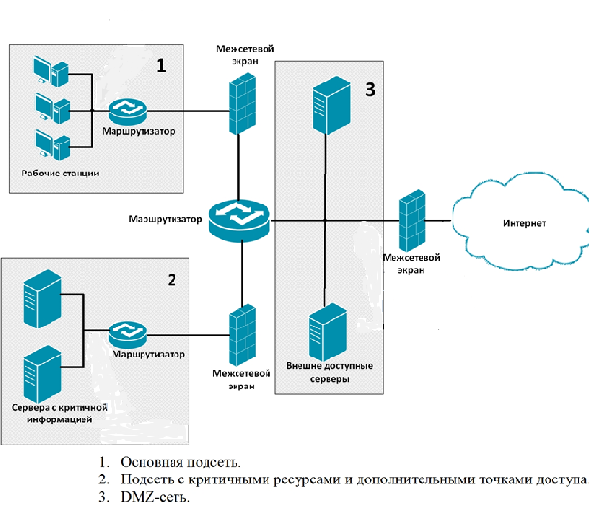 Межсетевой
экран
1
3
Маршрутизатор
Рабочие станции
Маршрутизатор
Интернет
Межсетевой
экран
2
Маршрутизатор
Межсетевой
экран
Внешне доступные
серверы
Сервера с критичной
информацией
1. Основная подсеть.
2. Подсеть с критичными ресурсами и дополнительными точками доступа
3. DMZ-сеть.